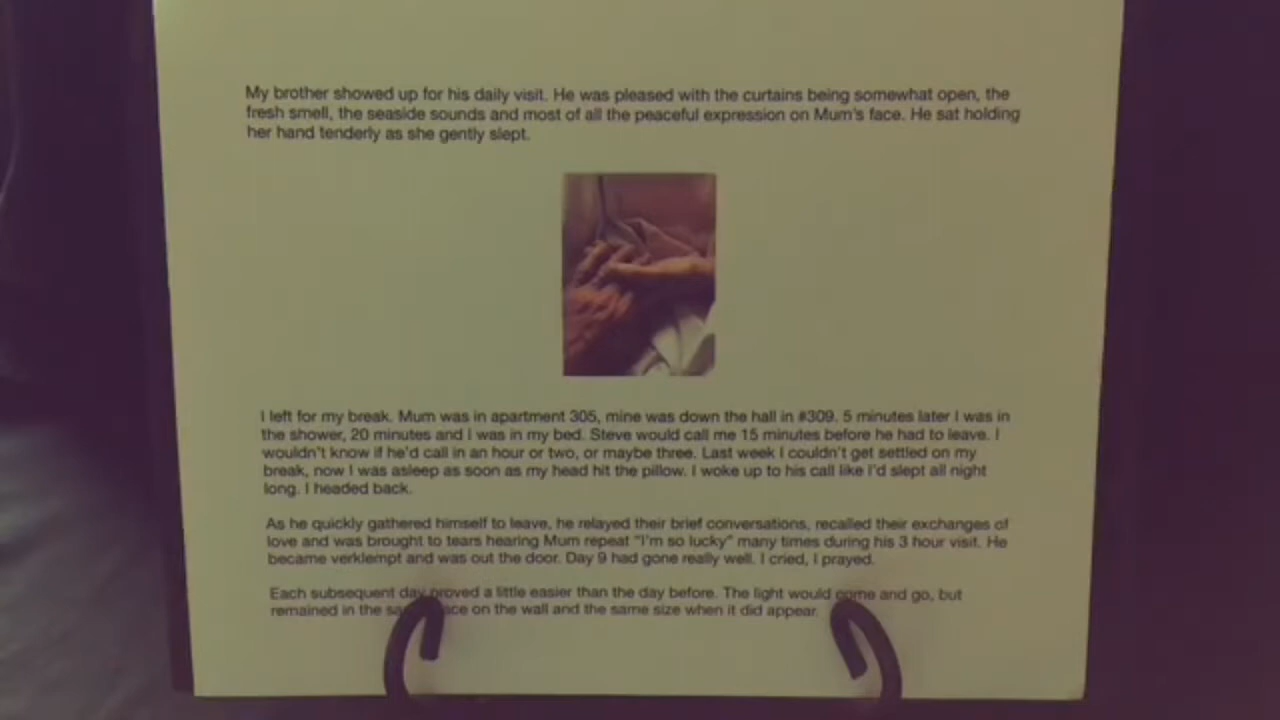 My brother showed up for his daily visit. He was pleased with the curtains being somewhat open, the
fresh smell, the seaside sounds and most of all the peaceful expression on Mum's face. He sat holding
her hand tenderly as she gently slept.
I left for my break. Mum was in apartment 305, mine was down the hall in #309. 5 minutes later I was in
the shower, 20 minutes and I was in my bed. Steve would call me 15 minutes before he had to leave. I
wouldn't know if he'd call in an hour or two, or maybe three. Last week I couldn't get settled on my
break, now I was asleep as soon as my head hit the pillow. I woke up to his call like I'd slept all night
long. I headed back.
As he quickly gathered himself to leave, he relayed their brief conversations, recalled their exchanges of
love and was brought to tears hearing Mum repeat "I'm so lucky" many times during his 3 hour visit. He
became verklempt and was out the door. Day 9 had gone really well. I cried, I prayed.
Each subsequent day proved a little easier than the day before. The light would come and go, but
remained in the on the wall and the same size when it did appear.